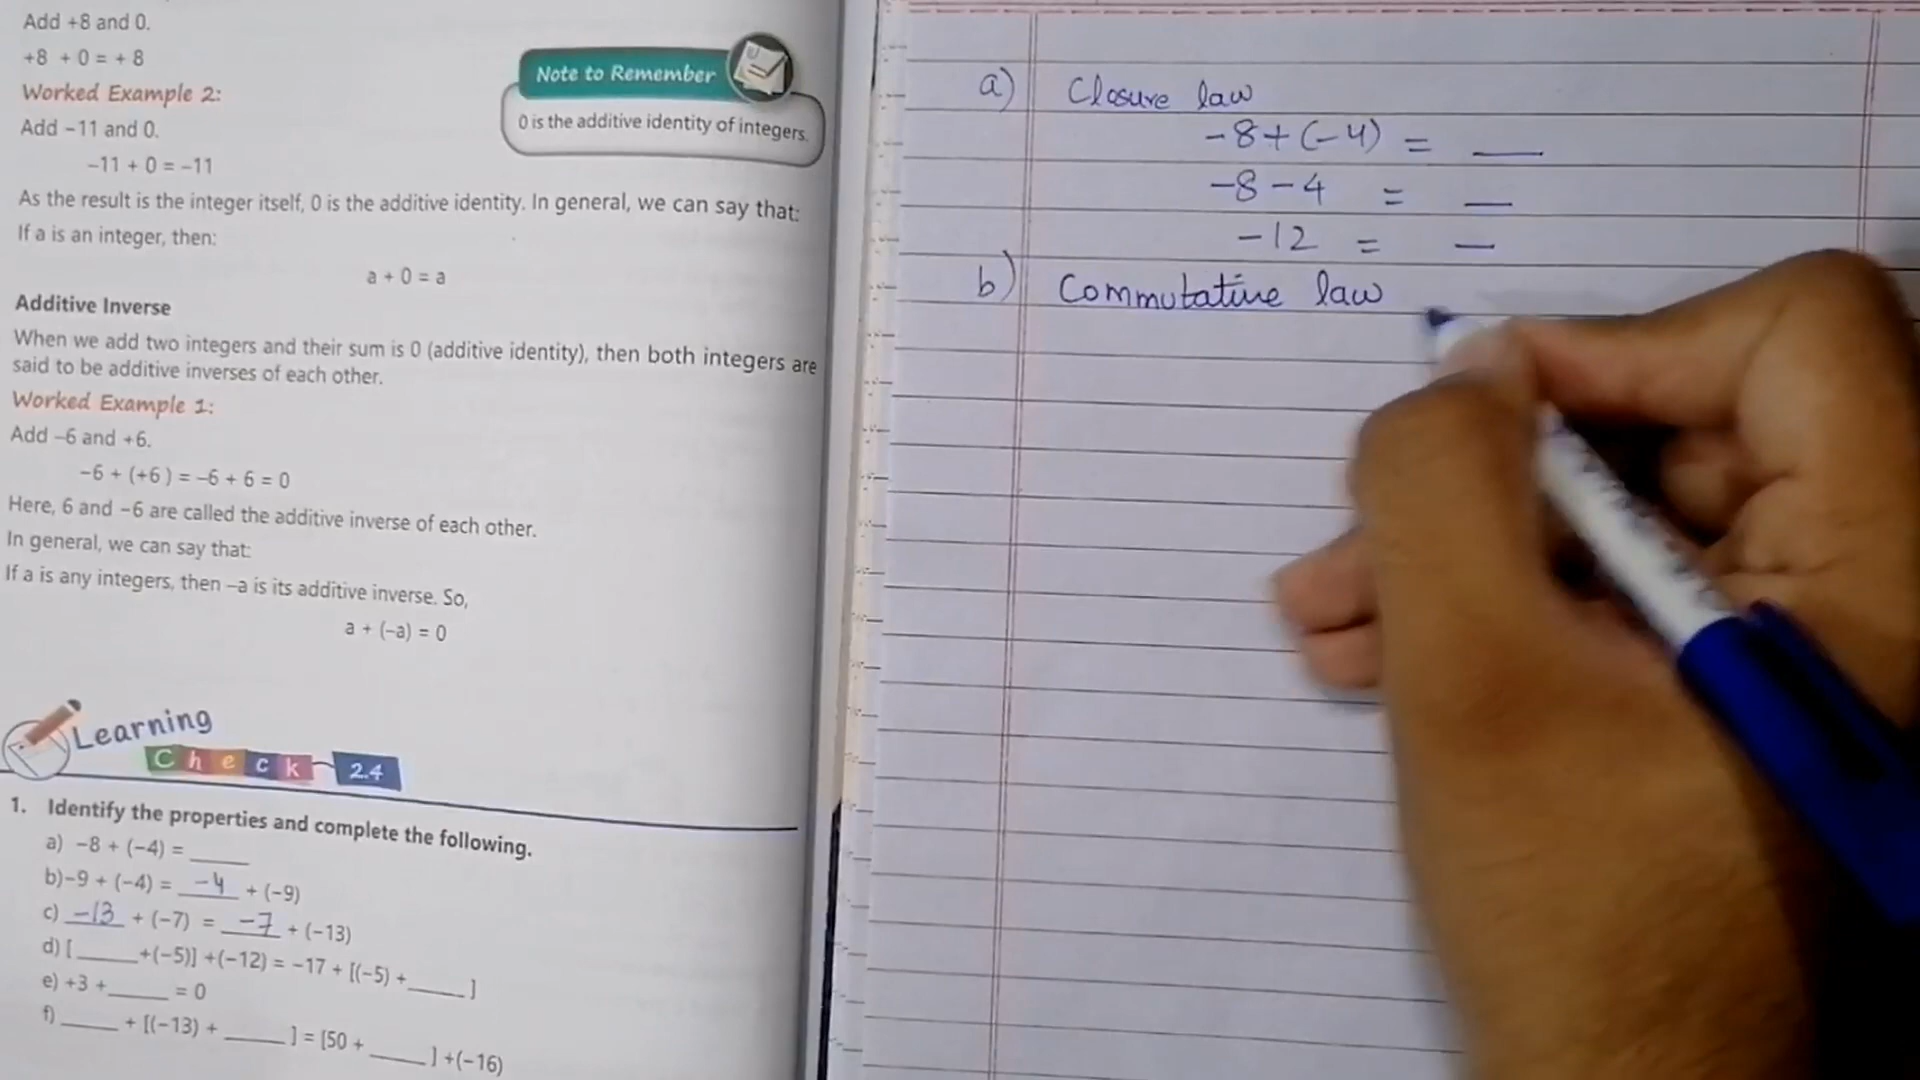 Add +8 and 0.
+8 + 0 = + 8
Worked Example 2:
Add −11 and 0.
−11 + 0 = −11
Note to Remember
0 is the additive identity of integers.
As the result is the integer itself, 0 is the additive identity. In general, we can say that:
If a is an integer, then:
a + 0 = a
Additive Inverse
When we add two integers and their sum is 0 (additive identity), then both integers are
said to be additive inverses of each other.
Worked Example 1:
Add −6 and +6.
−6 + (+6 ) = −6 + 6 = 0
Here, 6 and −6 are called the additive inverse of each other.
In general, we can say that:
If a is any integers, then −a is its additive inverse. So,
a + (−a) = 0
Learning
Check 2.4
1. Identify the properties and complete the following.
a) −8 + (−4) = ____
b)−9 + (−4) = -4 + (−9)
c) -13 + (−7) = -7 + (−13)
d) [ ____ +(−5)] +(−12) = −17 + [(−5) + ____ ]
e) +3 + ____ = 0
f) ____ + [(−13) + ____ ] = [50 + ____ ] +(−16)
a) Closure law
-8+(-4) = __
-8-4 = __
-12 = __
b) Commutative law